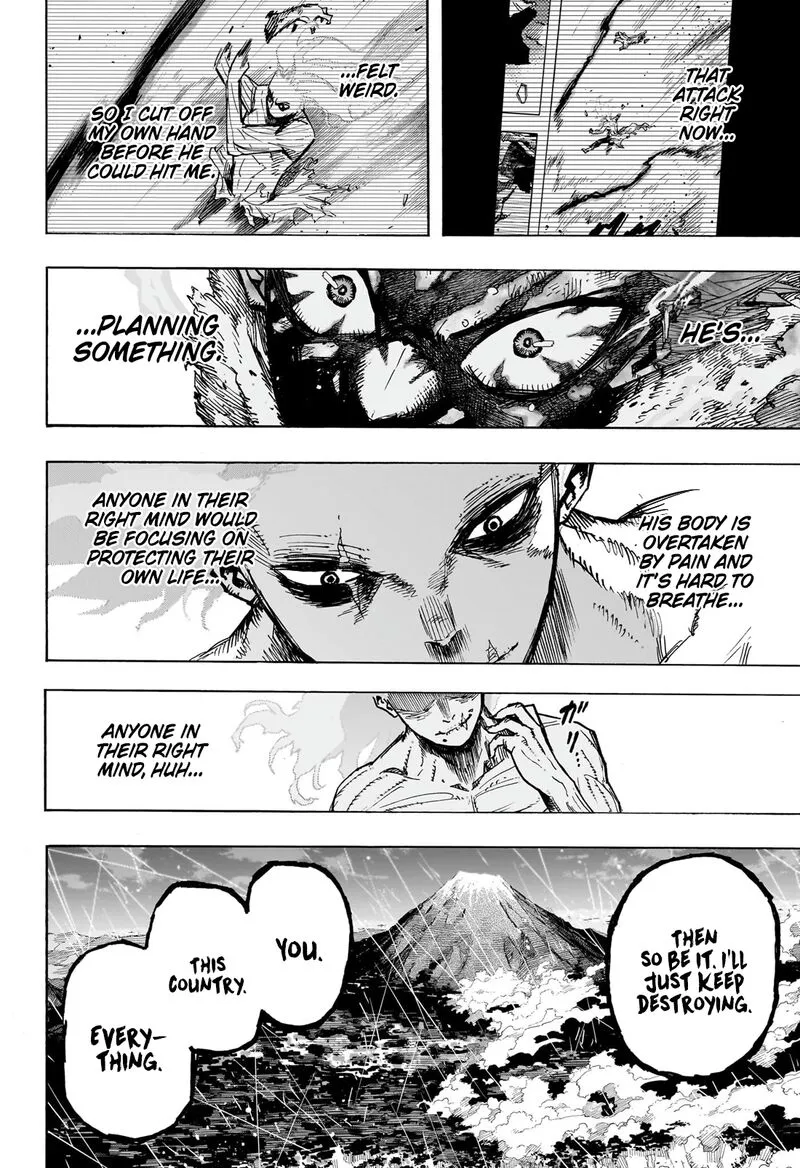 THAT
ATTACK
RIGHT
NOW...
...FELT
WEIRD.
SO I CUT OFF
MY OWN HAND
BEFORE HE
COULD HIT ME.
HE'S...
...PLANNING
SOMETHING.
HIS BODY IS
OVERTAKEN
BY PAIN AND
IT'S HARD TO
BREATHE...
ANYONE IN THEIR
RIGHT MIND WOULD
BE FOCUSING ON
PROTECTING THEIR
OWN LIFE...
ガリ
ANYONE IN
THEIR RIGHT
MIND, HUH...
THEN
SO BE IT. I'LL
JUST KEEP
DESTROYING.
YOU.
THIS
COUNTRY.
EVERY-
THING.